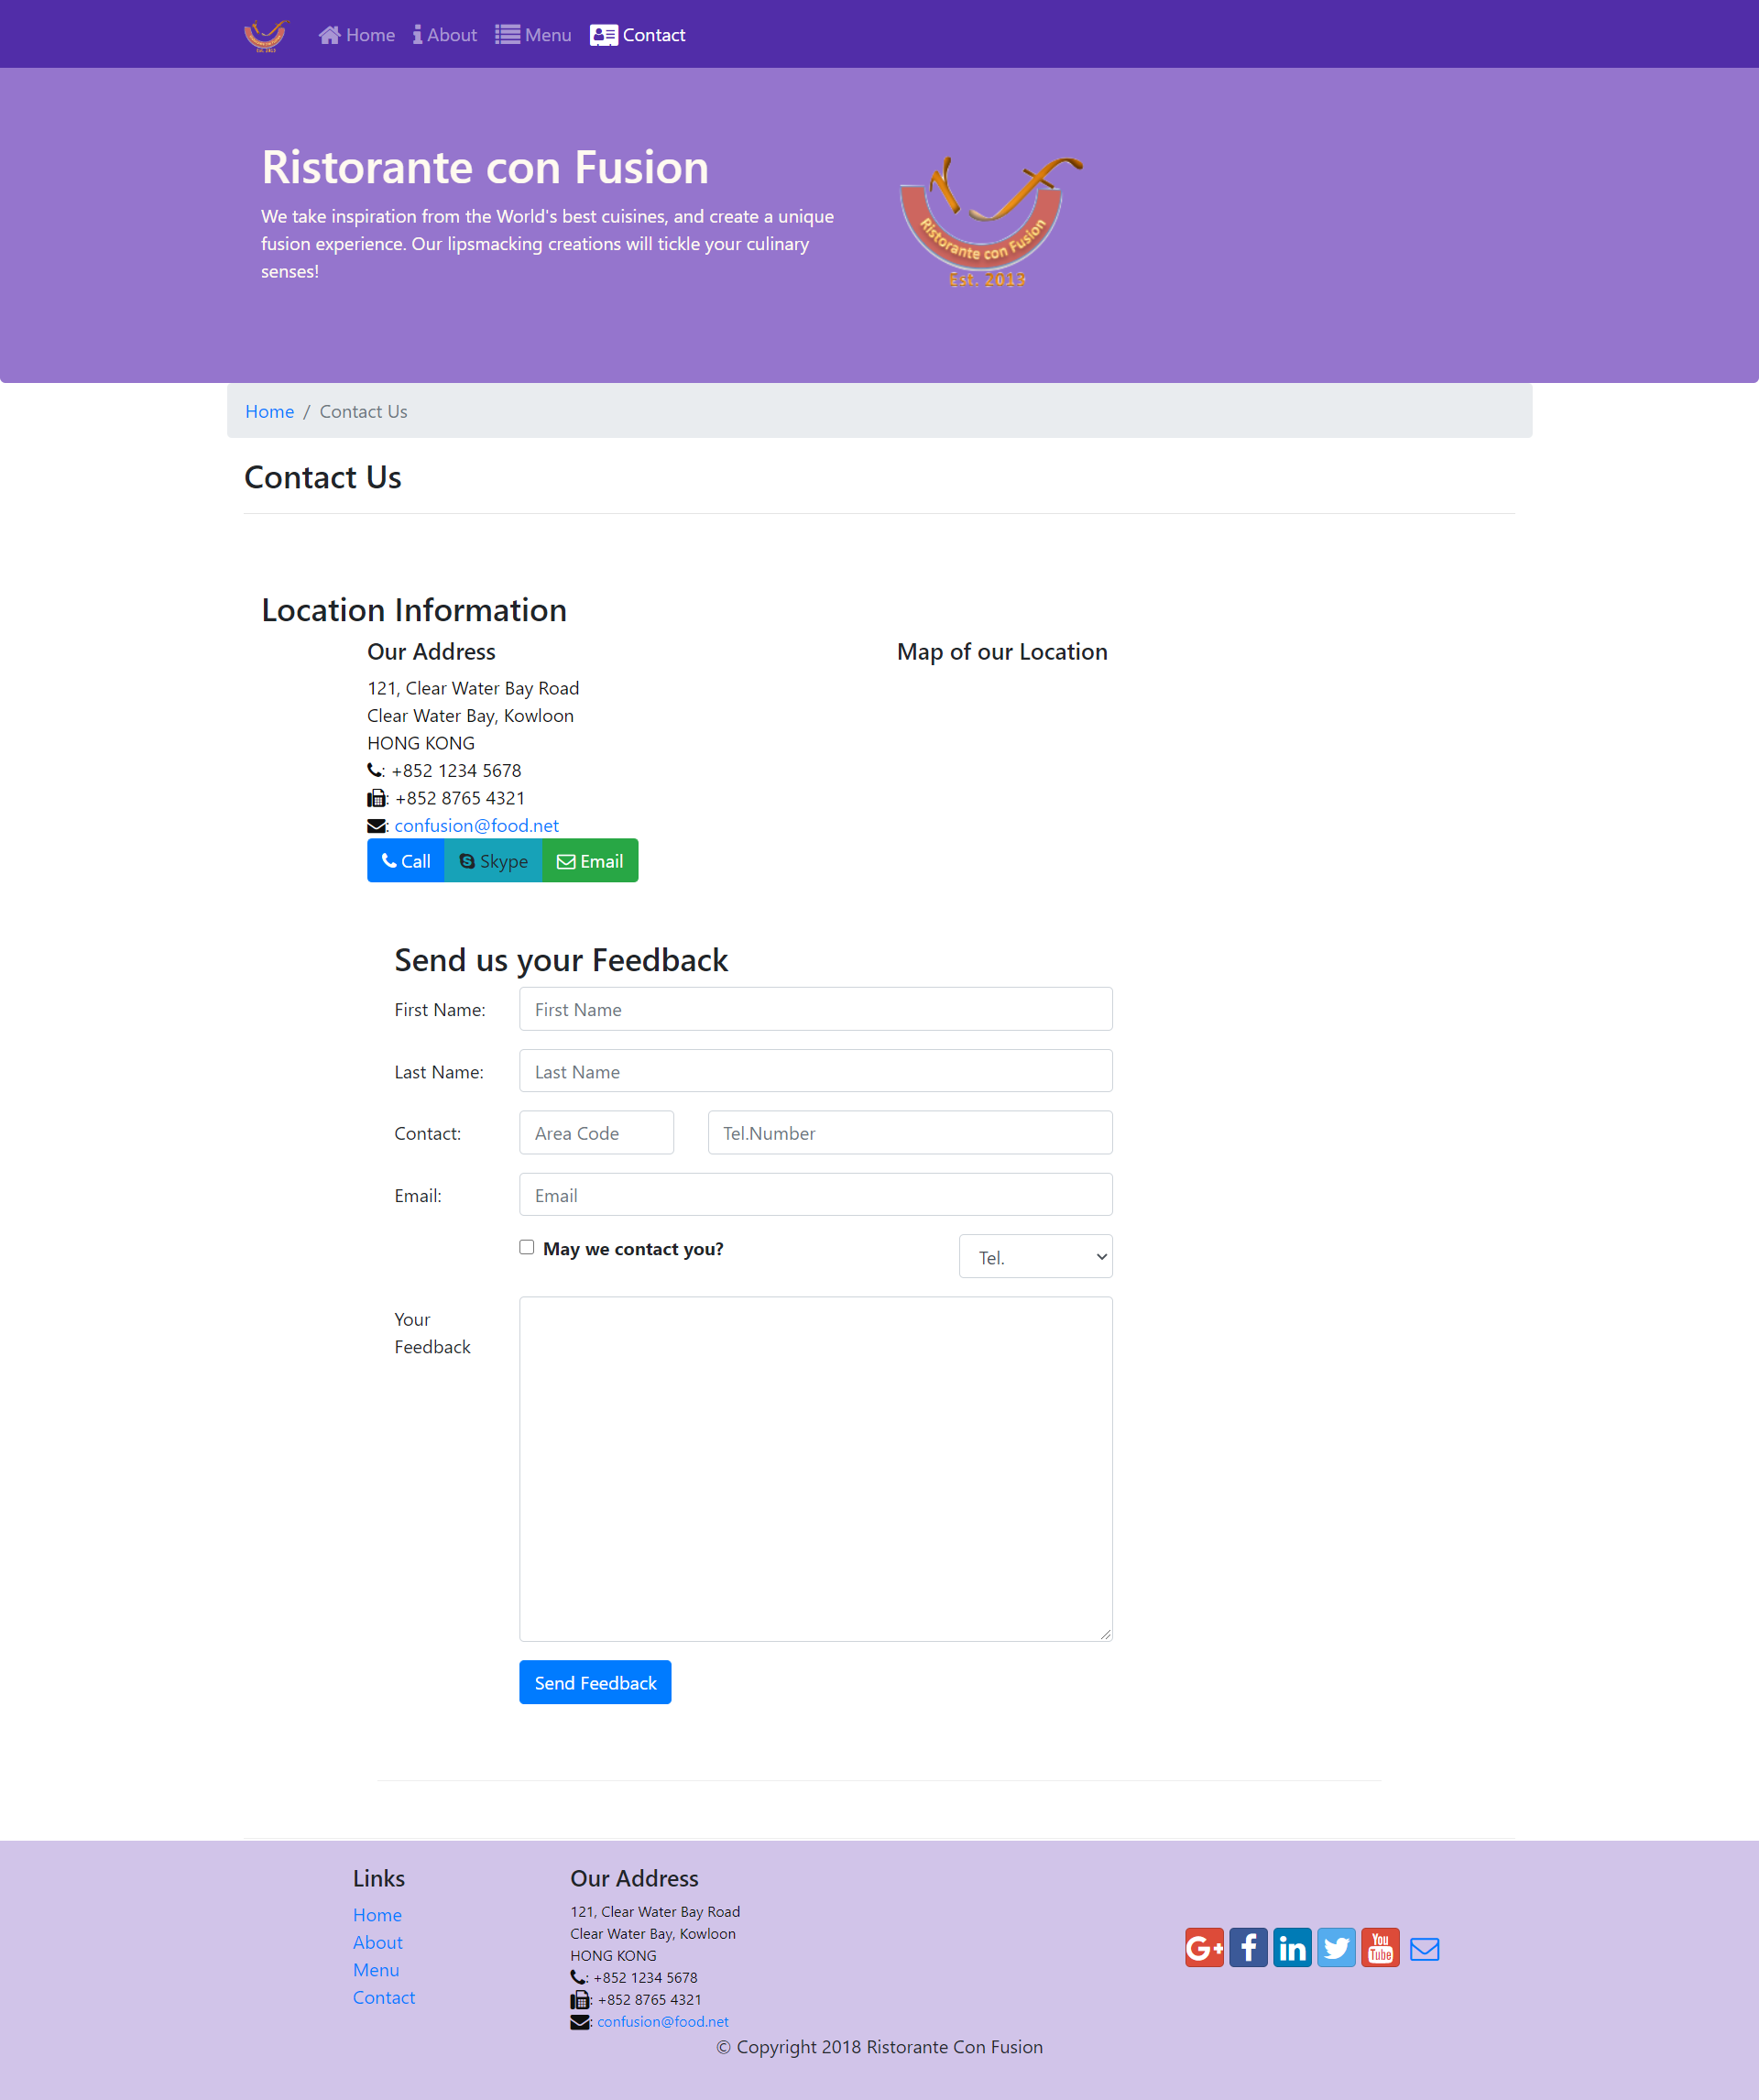 Home About Menu Contact
Ristorante con Fusion
We take inspiration from the World's best cuisines, and create a unique
fusion experience. Our lipsmacking creations will tickle your culinary
senses!
Ristorante con Fusion
Est. 2013
Home / Contact Us
Contact Us
Location Information
Our Address
121, Clear Water Bay Road
Clear Water Bay, Kowloon
HONG KONG
: +852 1234 5678
: +852 8765 4321
: confusion@food.net
Call Skype Email
Map of our Location
Send us your Feedback
First Name: First Name
Last Name: Last Name
Contact: Area Code Tel.Number
Email: Email
May we contact you? Tel.
Your
Feedback
Send Feedback
Links
Home
About
Menu
Contact
Our Address
121, Clear Water Bay Road
Clear Water Bay, Kowloon
HONG KONG
: +852 1234 5678
: +852 8765 4321
: confusion@food.net
G+ f in You Tube
© Copyright 2018 Ristorante Con Fusion